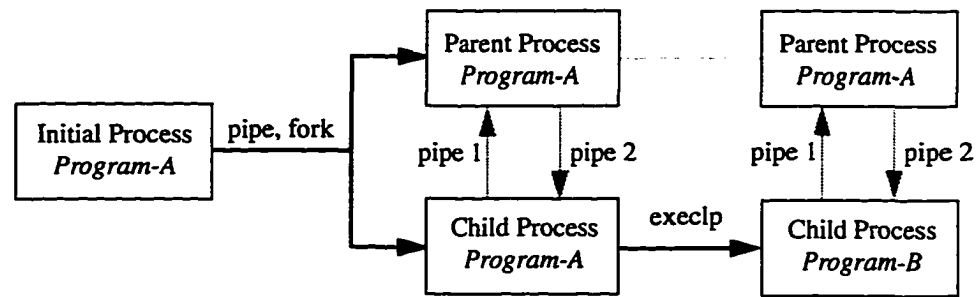 Initial Process
Program-A
pipe, fork
Parent Process
Program-A
pipe 1
pipe 2
Child Process
Program-A
execlp
Parent Process
Program-A
pipe 1
pipe 2
Child Process
Program-B